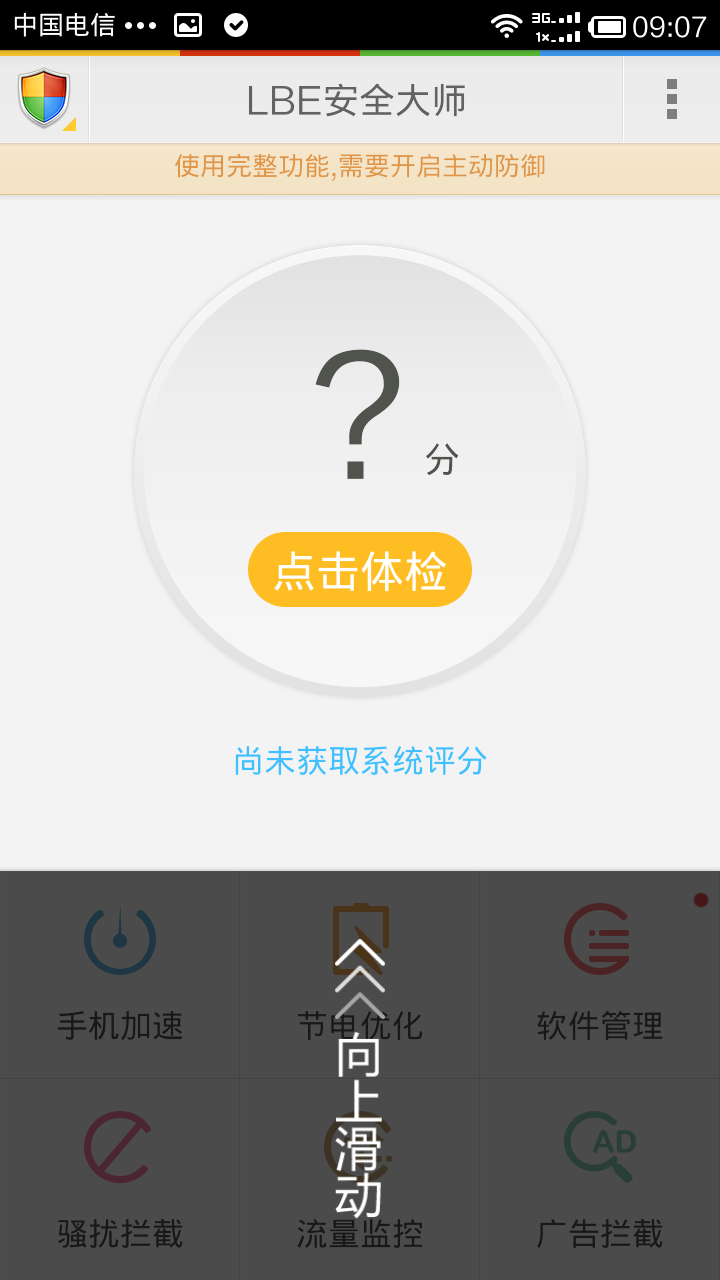 中国电信 ••• 3G 1x 09:07
LBE安全大师
使用完整功能,需要开启主动防御
?分
点击体检
尚未获取系统评分
手机加速 节电优化 软件管理
向上滑动
AD
骚扰拦截 流量监控 广告拦截